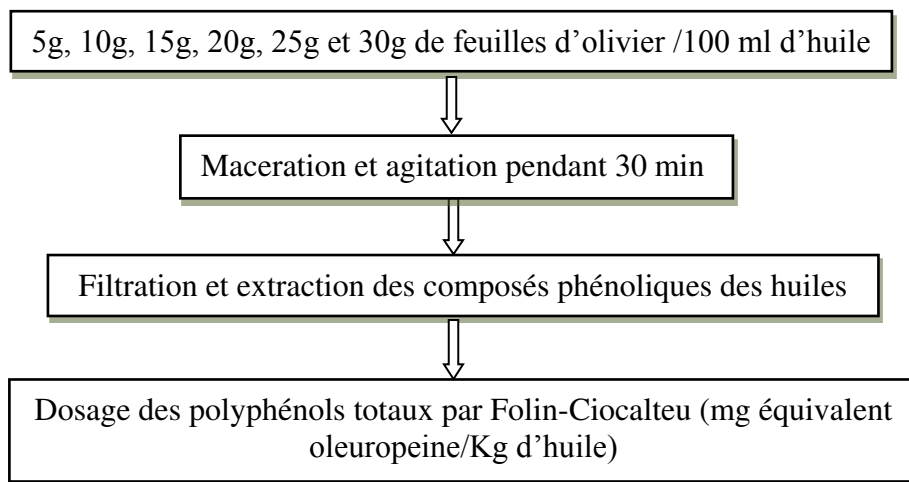 5g, 10g, 15g, 20g, 25g et 30g de feuilles d’olivier /100 ml d’huile
Maceration et agitation pendant 30 min
Filtration et extraction des composés phénoliques des huiles
Dosage des polyphénols totaux par Folin-Ciocalteu (mg équivalent
oleuropeine/Kg d’huile)